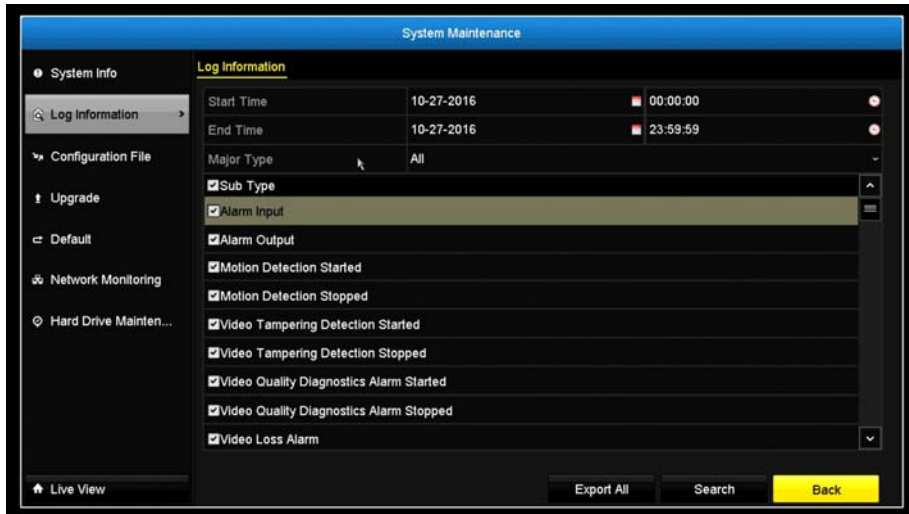 System Maintenance
System Info
Log Information
Configuration File
Upgrade
Default
Network Monitoring
Hard Drive Mainten...
Live View
Log Information
Start Time 10-27-2016 00:00:00
End Time 10-27-2016 23:59:59
Major Type All
Sub Type
Alarm Input
Alarm Output
Motion Detection Started
Motion Detection Stopped
Video Tampering Detection Started
Video Tampering Detection Stopped
Video Quality Diagnostics Alarm Started
Video Quality Diagnostics Alarm Stopped
Video Loss Alarm
Export All Search Back